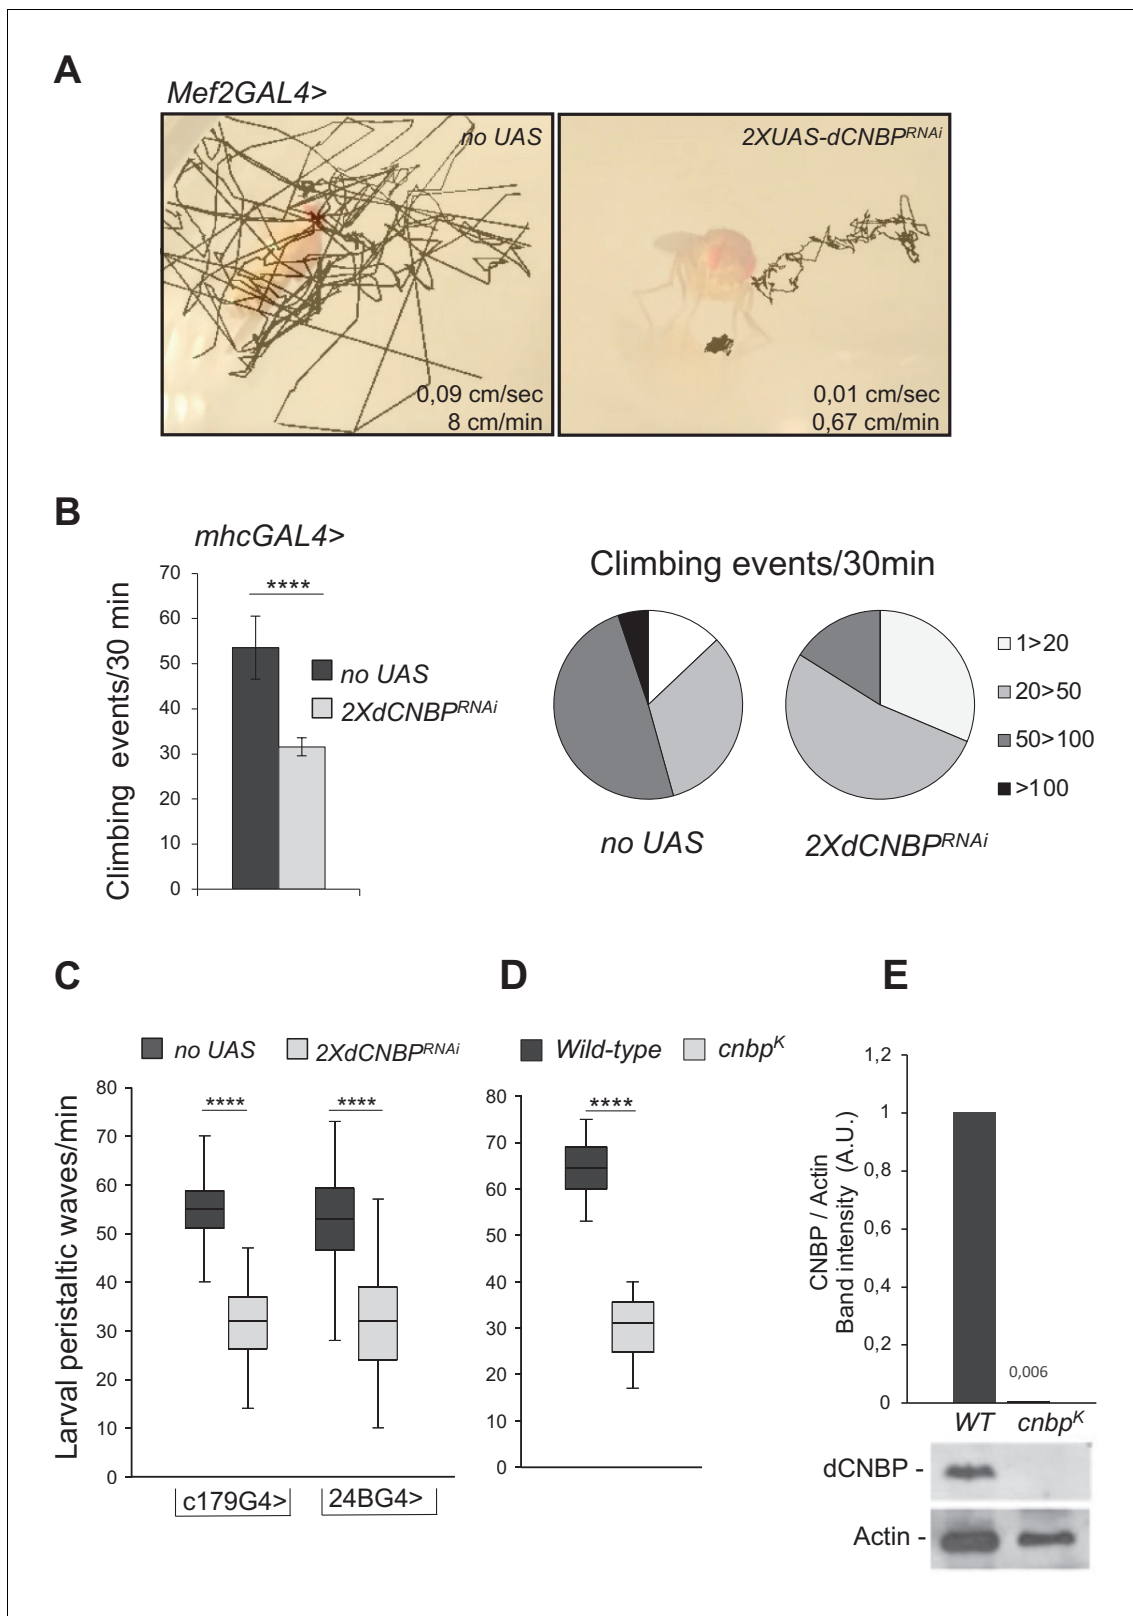 A
Mef2GAL4>
no UAS
2XUAS-dCNBPRNAi
0,09 cm/sec
8 cm/min
0,01 cm/sec
0,67 cm/min
B
mhcGAL4>
Climbing events/30 min
70
60
50
40
30
20
10
0
****
no UAS
2XdCNBPRNAi
Climbing events/30min
no UAS
2XdCNBPRNAi
1>20
20>50
50>100
>100
C
no UAS
2XdCNBPRNAi
Larval peristaltic waves/min
80
70
60
50
40
30
20
10
0
****
****
c179G4>
24BG4>
D
Wild-type
cnbpK
80
70
60
50
40
30
20
10
0
****
E
CNBP / Actin
Band intensity (A.U.)
1,2
1
0,8
0,6
0,4
0,2
0
0,006
WT
cnbpK
dCNBP -
Actin -